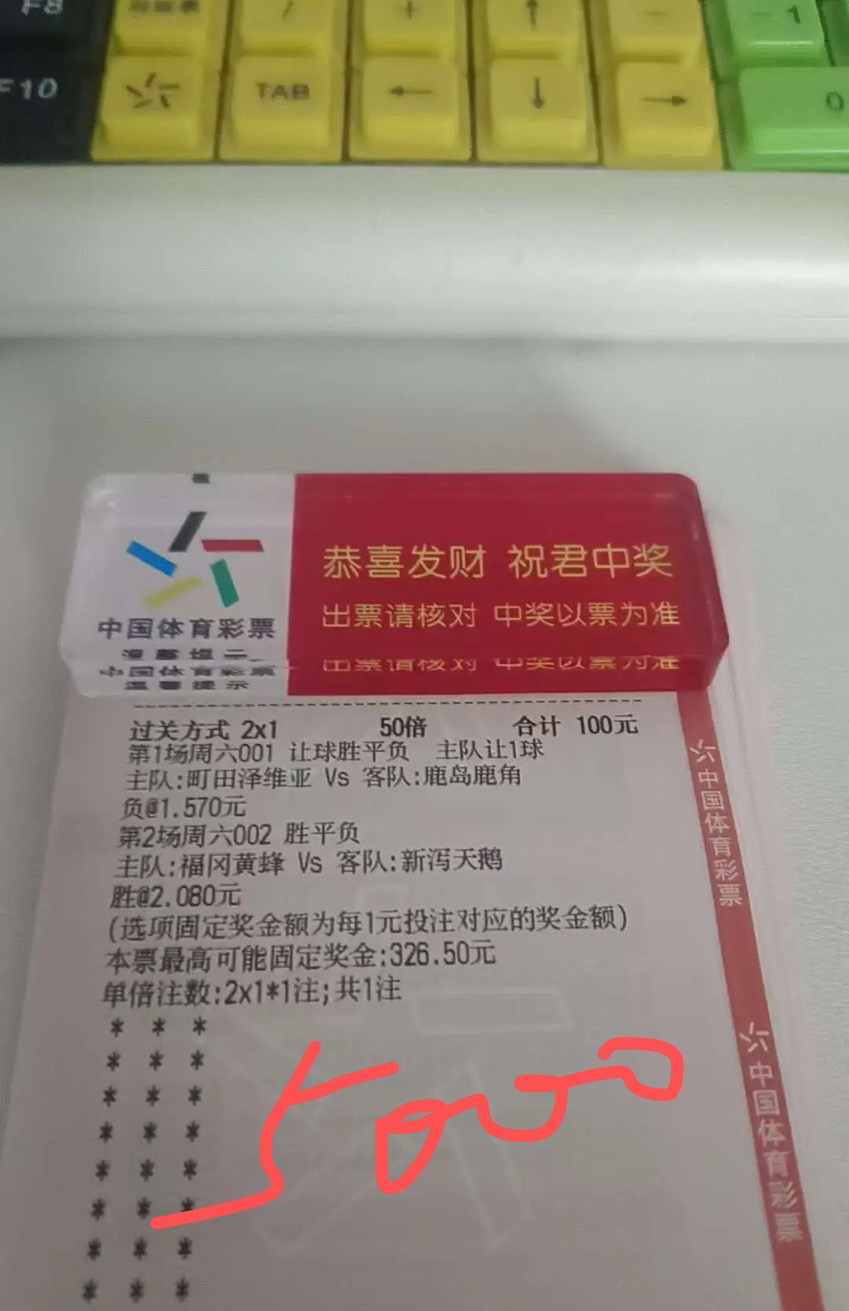 F8
/
+
↑
-
-1
F10
TAB
←
↓
→
0
恭喜发财 祝君中奖
出票请核对 中奖以票为准
中国体育彩票
温馨提示
过关方式 2x1 50倍 合计 100元
第1场周六001 让球胜平负 主队让1球
主队:町田泽维亚 Vs 客队:鹿岛鹿角
负@1.570元
第2场周六002 胜平负
主队:福冈黄蜂 Vs 客队:新泻天鹅
胜@2.080元
(选项固定奖金额为每1元投注对应的奖金额)
本票最高可能固定奖金:326.50元
单倍注数:2x1*1注;共1注
* * *
* * *
* * *
* * *
* * *
* * *
* * *
* * *
5000
中国体育彩票
中国体育彩票